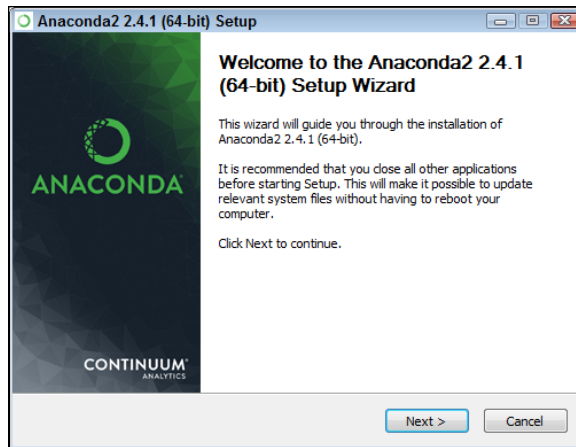 Anaconda2 2.4.1 (64-bit) Setup
Welcome to the Anaconda2 2.4.1
(64-bit) Setup Wizard
This wizard will guide you through the installation of
Anaconda2 2.4.1 (64-bit).
It is recommended that you close all other applications
before starting Setup. This will make it possible to update
relevant system files without having to reboot your
computer.
Click Next to continue.
ANACONDA
CONTINUUM
ANALYTICS
Next >
Cancel